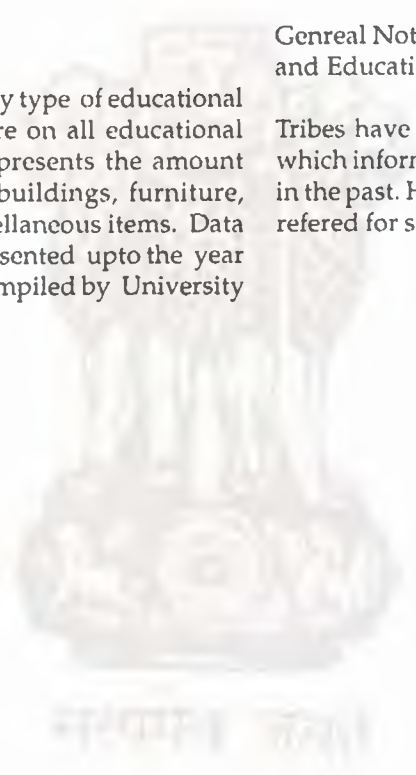 y type of educational
re on all educational
presents the amount
buildings, furniture,
ellaneous items. Data
sented upto the year
mpiled by University
Genreal Not
and Educati
Tribes have
which inform
in the past. H
refered for s